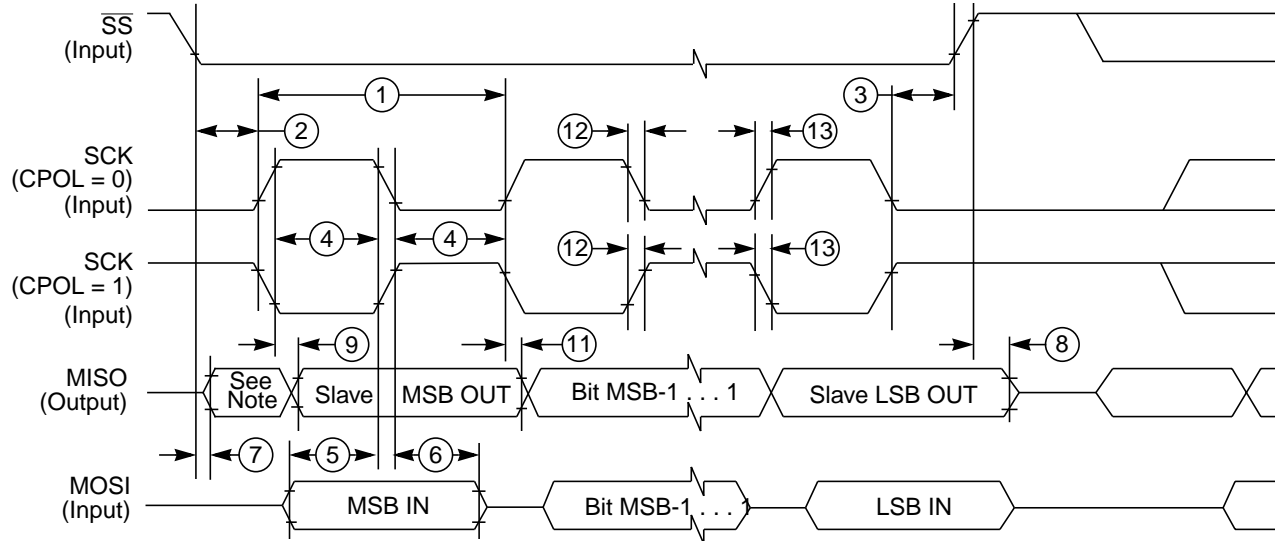 SS
(Input)
1
3
2
12
13
SCK
(CPOL = 0)
(Input)
4
4
12
13
SCK
(CPOL = 1)
(Input)
9
11
8
MISO
(Output)
See
Note
Slave
MSB OUT
Bit MSB-1 . . . 1
Slave LSB OUT
7
5
6
MOSI
(Input)
MSB IN
Bit MSB-1 . . . 1
LSB IN